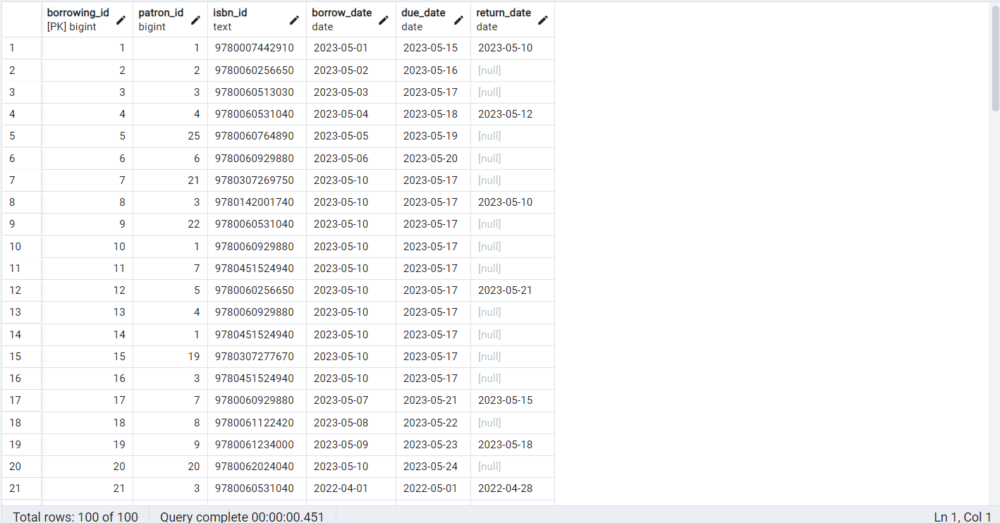 borrowing_id patron_id isbn_id borrow_date due_date return_date
[PK] bigint bigint text date date date
1 1 1 9780007442910 2023-05-01 2023-05-15 2023-05-10
2 2 2 9780060256650 2023-05-02 2023-05-16 [null]
3 3 3 9780060513030 2023-05-03 2023-05-17 [null]
4 4 4 9780060531040 2023-05-04 2023-05-18 2023-05-12
5 5 25 9780060764890 2023-05-05 2023-05-19 [null]
6 6 6 9780060929880 2023-05-06 2023-05-20 [null]
7 7 21 9780307269750 2023-05-10 2023-05-17 [null]
8 8 3 9780142001740 2023-05-10 2023-05-17 2023-05-10
9 9 22 9780060531040 2023-05-10 2023-05-17 [null]
10 10 1 9780060929880 2023-05-10 2023-05-17 [null]
11 11 7 9780451524940 2023-05-10 2023-05-17 [null]
12 12 5 9780060256650 2023-05-10 2023-05-17 2023-05-21
13 13 4 9780060929880 2023-05-10 2023-05-17 [null]
14 14 1 9780451524940 2023-05-10 2023-05-17 [null]
15 15 19 9780307277670 2023-05-10 2023-05-17 [null]
16 16 3 9780451524940 2023-05-10 2023-05-17 [null]
17 17 7 9780060929880 2023-05-07 2023-05-21 2023-05-15
18 18 8 9780061122420 2023-05-08 2023-05-22 [null]
19 19 9 9780061234000 2023-05-09 2023-05-23 2023-05-18
20 20 20 9780062024040 2023-05-10 2023-05-24 [null]
21 21 3 9780060531040 2022-04-01 2022-05-01 2022-04-28
Total rows: 100 of 100 Query complete 00:00:00.451 Ln 1, Col 1